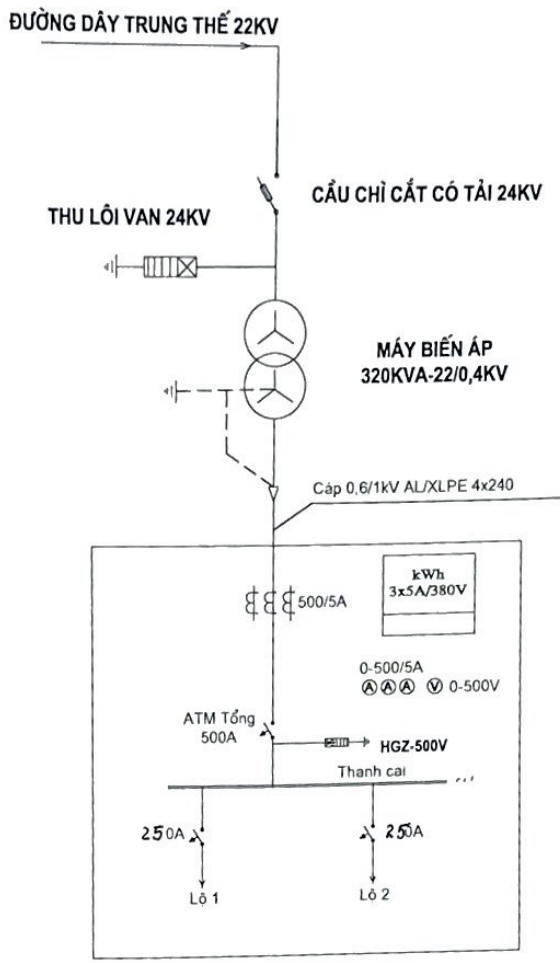 ĐƯỜNG DÂY TRUNG THẾ 22KV
CẦU CHÌ CẮT CÓ TẢI 24KV
THU LÔI VAN 24KV
MÁY BIẾN ÁP
320KVA-22/0,4KV
Cáp 0,6/1kV AL/XLPE 4x240
kWh
3x5A/380V
500/5A
0-500/5A
A A A V 0-500V
ATM Tổng
500A
HGZ-500V
Thanh cai
250A
250A
Lộ 1
Lộ 2